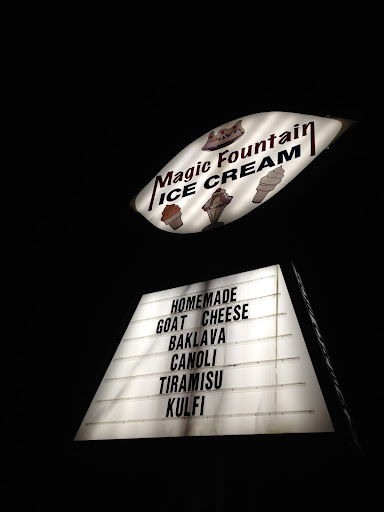 Magic Fountain
ICE CREAM
HOMEMADE
GOAT CHEESE
BAKLAVA
CANOLI
TIRAMISU
KULFI